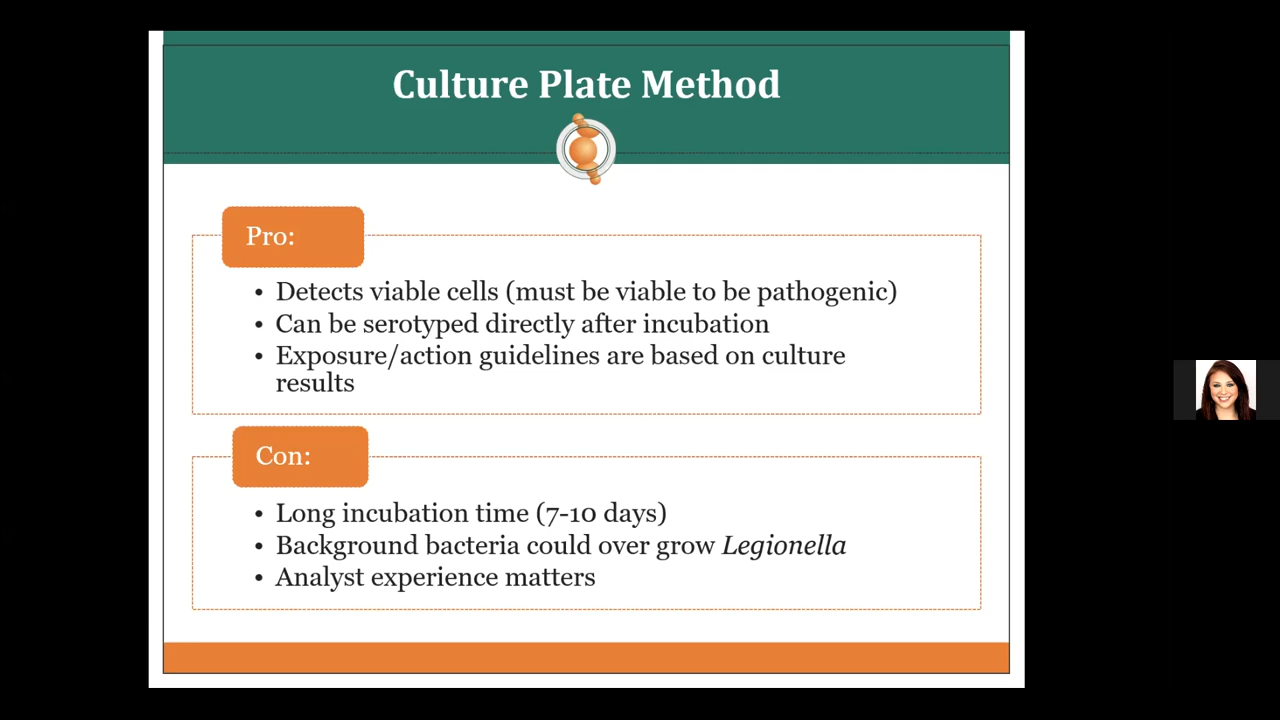 Culture Plate Method
Pro:
• Detects viable cells (must be viable to be pathogenic)
• Can be serotyped directly after incubation
• Exposure/action guidelines are based on culture
results
Con:
• Long incubation time (7-10 days)
• Background bacteria could over grow Legionella
• Analyst experience matters